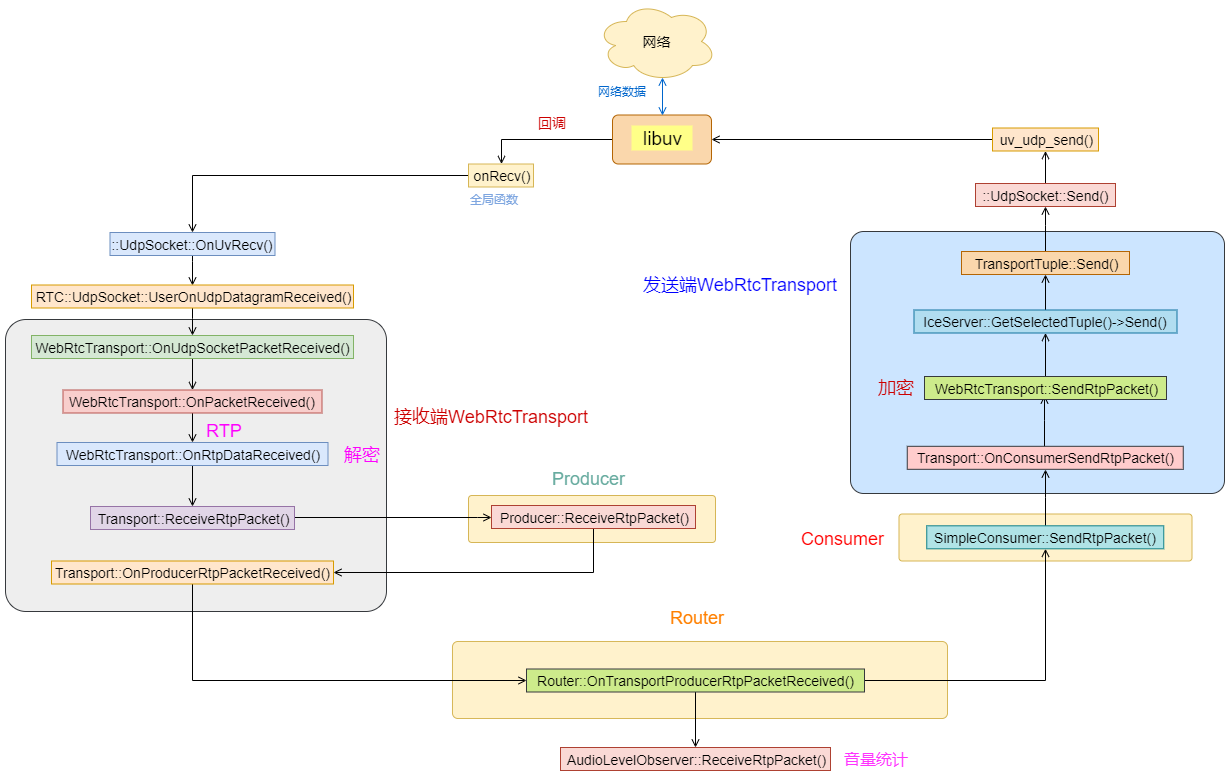 网络
网络数据
libuv
回调
onRecv()
全局函数
::UdpSocket::OnUvRecv()
RTC::UdpSocket::UserOnUdpDatagramReceived()
WebRtcTransport::OnUdpSocketPacketReceived()
WebRtcTransport::OnPacketReceived()
RTP
WebRtcTransport::OnRtpDataReceived()
解密
接收端WebRtcTransport
Transport::ReceiveRtpPacket()
Producer
Producer::ReceiveRtpPacket()
Transport::OnProducerRtpPacketReceived()
Router
Router::OnTransportProducerRtpPacketReceived()
AudioLevelObserver::ReceiveRtpPacket()
音量统计
Consumer
SimpleConsumer::SendRtpPacket()
Transport::OnConsumerSendRtpPacket()
加密
WebRtcTransport::SendRtpPacket()
IceServer::GetSelectedTuple()->Send()
TransportTuple::Send()
发送端WebRtcTransport
::UdpSocket::Send()
uv_udp_send()